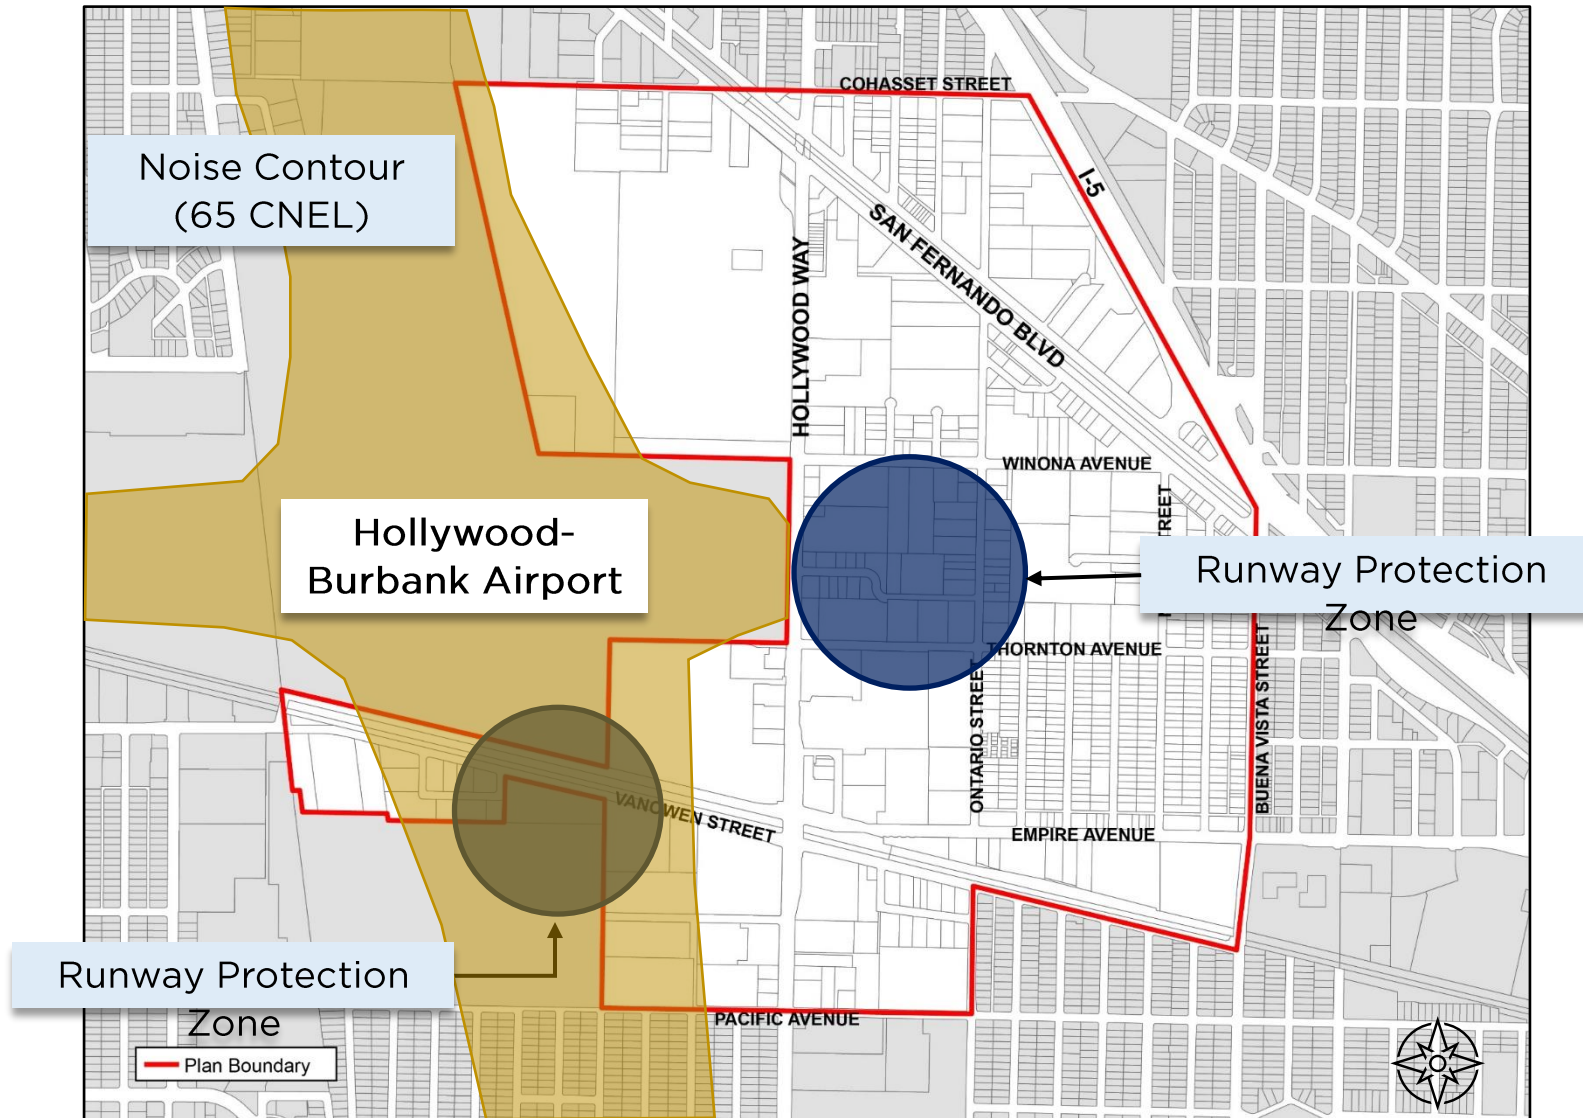 COHASSET STREET
Noise Contour
(65 CNEL)
I-5
SAN FERNANDO BLVD
HOLLYWOOD WAY
WINONA AVENUE
REET
Hollywood-
Burbank Airport
Runway Protection
Zone
THORNTON AVENUE
ONTARIO STREET
BUENA VISTA STREET
VANOWEN STREET
EMPIRE AVENUE
Runway Protection
Zone
PACIFIC AVENUE
Plan Boundary